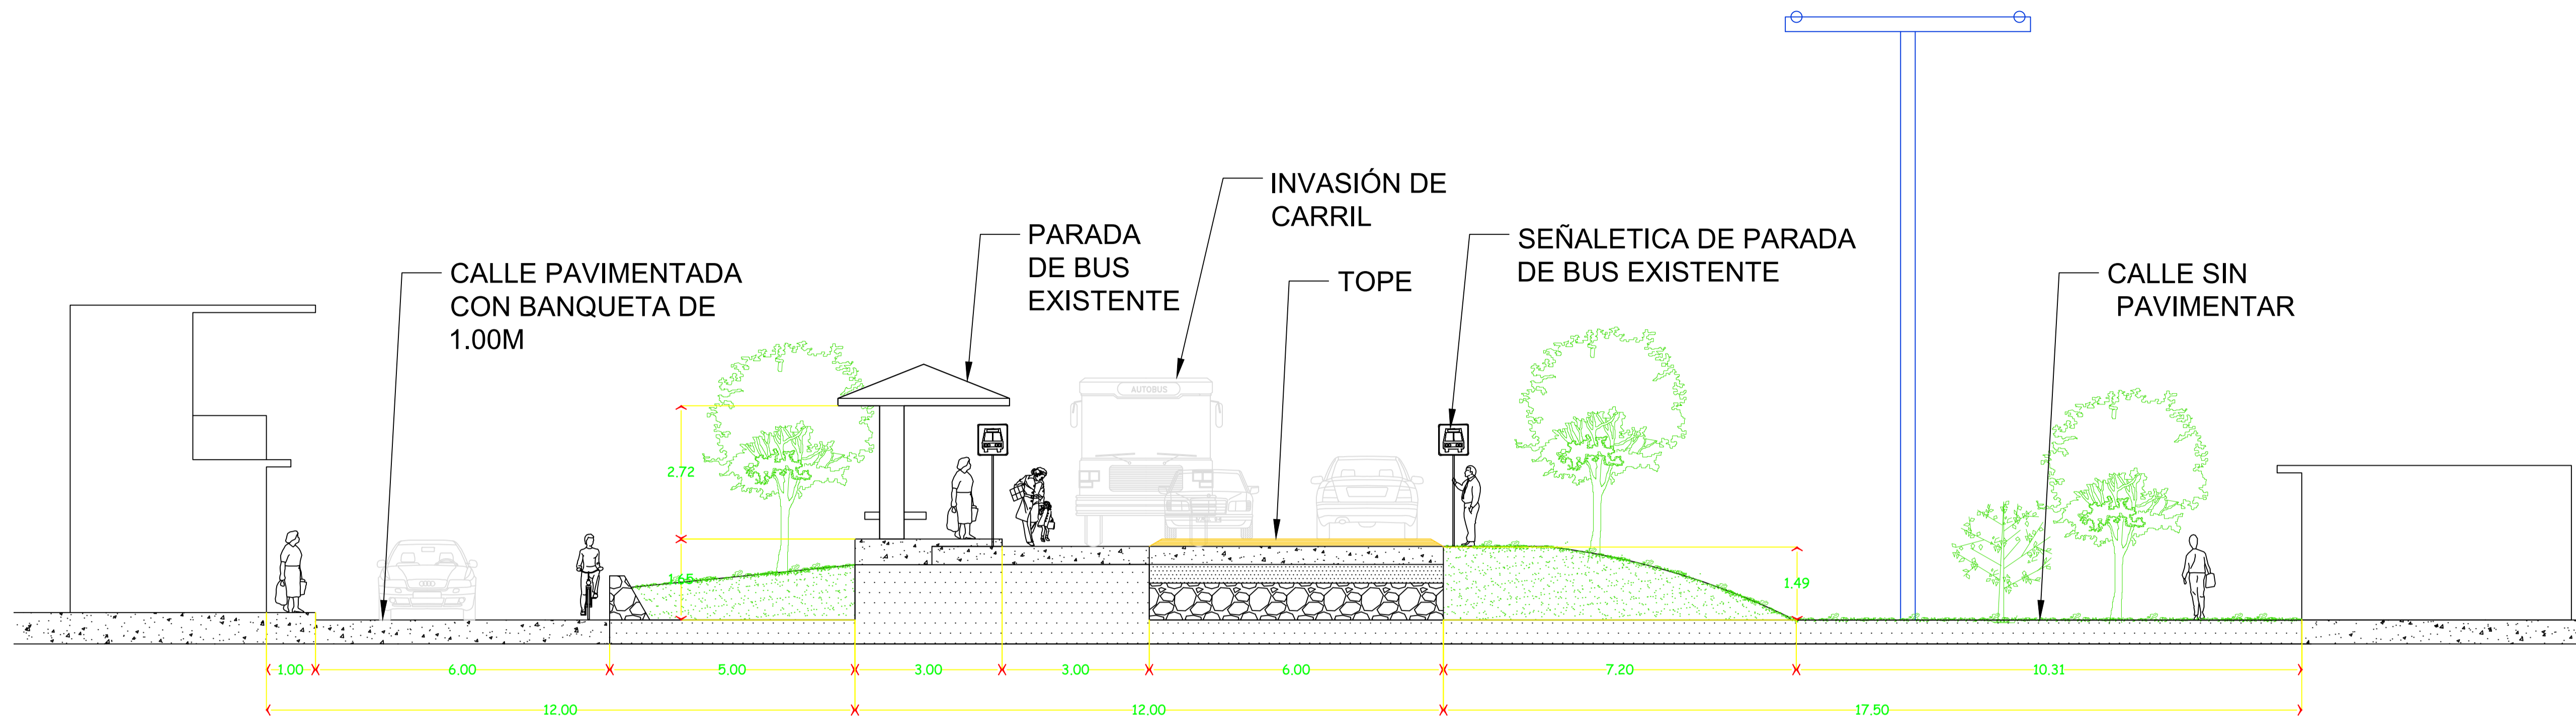 CALLE PAVIMENTADA
CON BANQUETA DE
1.00M
PARADA
DE BUS
EXISTENTE
INVASIÓN DE
CARRIL
TOPE
SEÑALETICA DE PARADA
DE BUS EXISTENTE
CALLE SIN
PAVIMENTAR
AUTOBUS
2.72
1.65
1.49
1.00
6.00
5.00
3.00
3.00
6.00
7.20
10.31
12.00
12.00
17.50